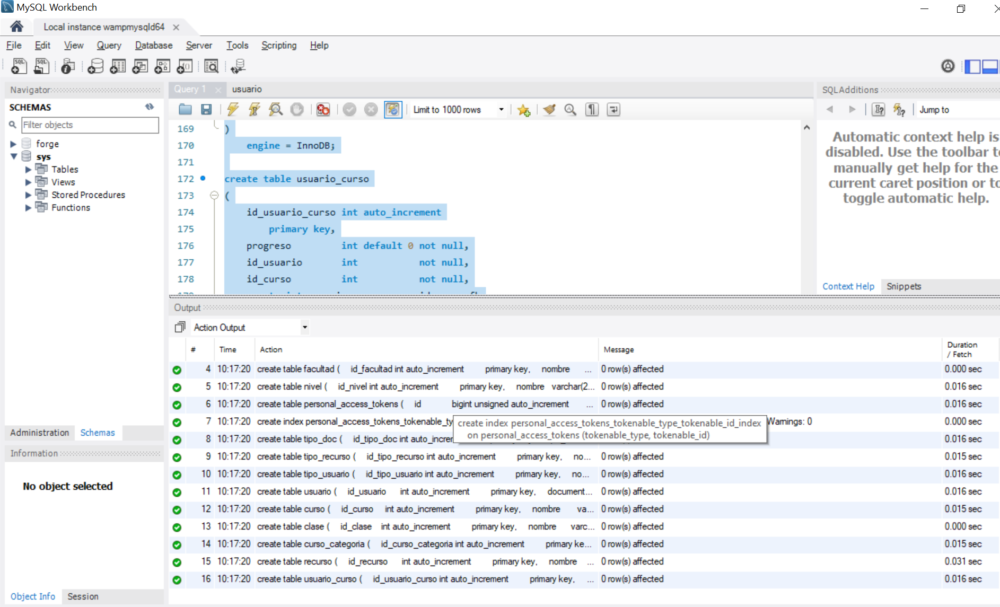 MySQL Workbench
Local instance wampmysqld64
File Edit View Query Database Server Tools Scripting Help
Navigator
SCHEMAS
Filter objects
forge
sys
Tables
Views
Stored Procedures
Functions
Administration Schemas
Information
No object selected
Object Info Session
Query 1 usuario
Limit to 1000 rows
169 )
170 engine = InnoDB;
171
172 create table usuario_curso
173 (
174 id_usuario_curso int auto_increment
175 primary key,
176 progreso int default 0 not null,
177 id_usuario int not null,
178 id_curso int not null,
SQLAdditions
Jump to
Automatic context help is
disabled. Use the toolbar
manually get help for the
current caret position or
toggle automatic help.
Context Help Snippets
Output
Action Output
# Time Action Message Duration / Fetch
4 10:17:20 create table facultad ( id_facultad int auto_increment primary key, nombre ... 0 row(s) affected 0.000 sec
5 10:17:20 create table nivel ( id_nivel int auto_increment primary key, nombre varchar(2... 0 row(s) affected 0.016 sec
6 10:17:20 create table personal_access_tokens ( id bigint unsigned auto_increment ... 0 row(s) affected 0.016 sec
7 10:17:20 create index personal_access_tokens_tokenable_ty Warnings: 0 0.000 sec
create index personal_access_tokens_tokenable_type_tokenable_id_index
on personal_access_tokens (tokenable_type, tokenable_id)
8 10:17:20 create table tipo_doc ( id_tipo_doc int auto_increr 0.016 sec
9 10:17:20 create table tipo_recurso ( id_tipo_recurso int auto_increment primary key, no... 0 row(s) affected 0.015 sec
10 10:17:20 create table tipo_usuario ( id_tipo_usuario int auto_increment primary key, no... 0 row(s) affected 0.016 sec
11 10:17:20 create table usuario ( id_usuario int auto_increment primary key, document... 0 row(s) affected 0.016 sec
12 10:17:20 create table curso ( id_curso int auto_increment primary key, nombre va... 0 row(s) affected 0.015 sec
13 10:17:20 create table clase ( id_clase int auto_increment primary key, nombre varc... 0 row(s) affected 0.000 sec
14 10:17:20 create table curso_categoria ( id_curso_categoria int auto_increment primary ke... 0 row(s) affected 0.015 sec
15 10:17:20 create table recurso ( id_recurso int auto_increment primary key, nombre ... 0 row(s) affected 0.031 sec
16 10:17:20 create table usuario_curso ( id_usuario_curso int auto_increment primary key, ... 0 row(s) affected 0.016 sec